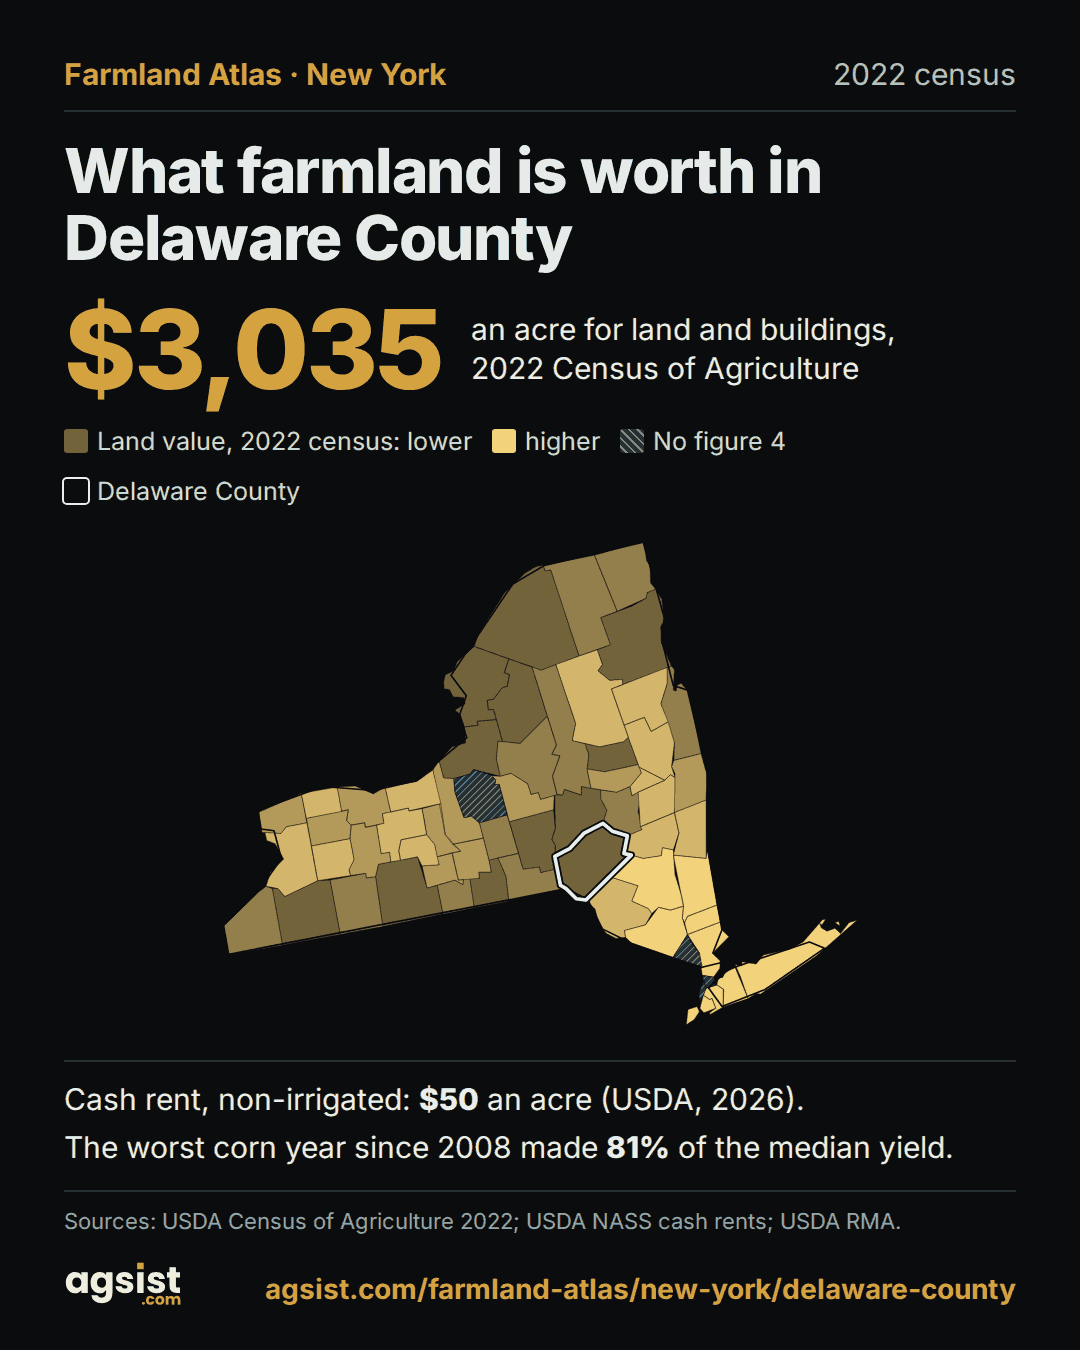 Farmland Atlas · New York
2022 census
What farmland is worth in
Delaware County
$3,035
an acre for land and buildings,
2022 Census of Agriculture
Land value, 2022 census: lower
higher
No figure 4
Delaware County
Cash rent, non-irrigated: $50 an acre (USDA, 2026).
The worst corn year since 2008 made 81% of the median yield.
Sources: USDA Census of Agriculture 2022; USDA NASS cash rents; USDA RMA.
agsist
.com
agsist.com/farmland-atlas/new-york/delaware-county